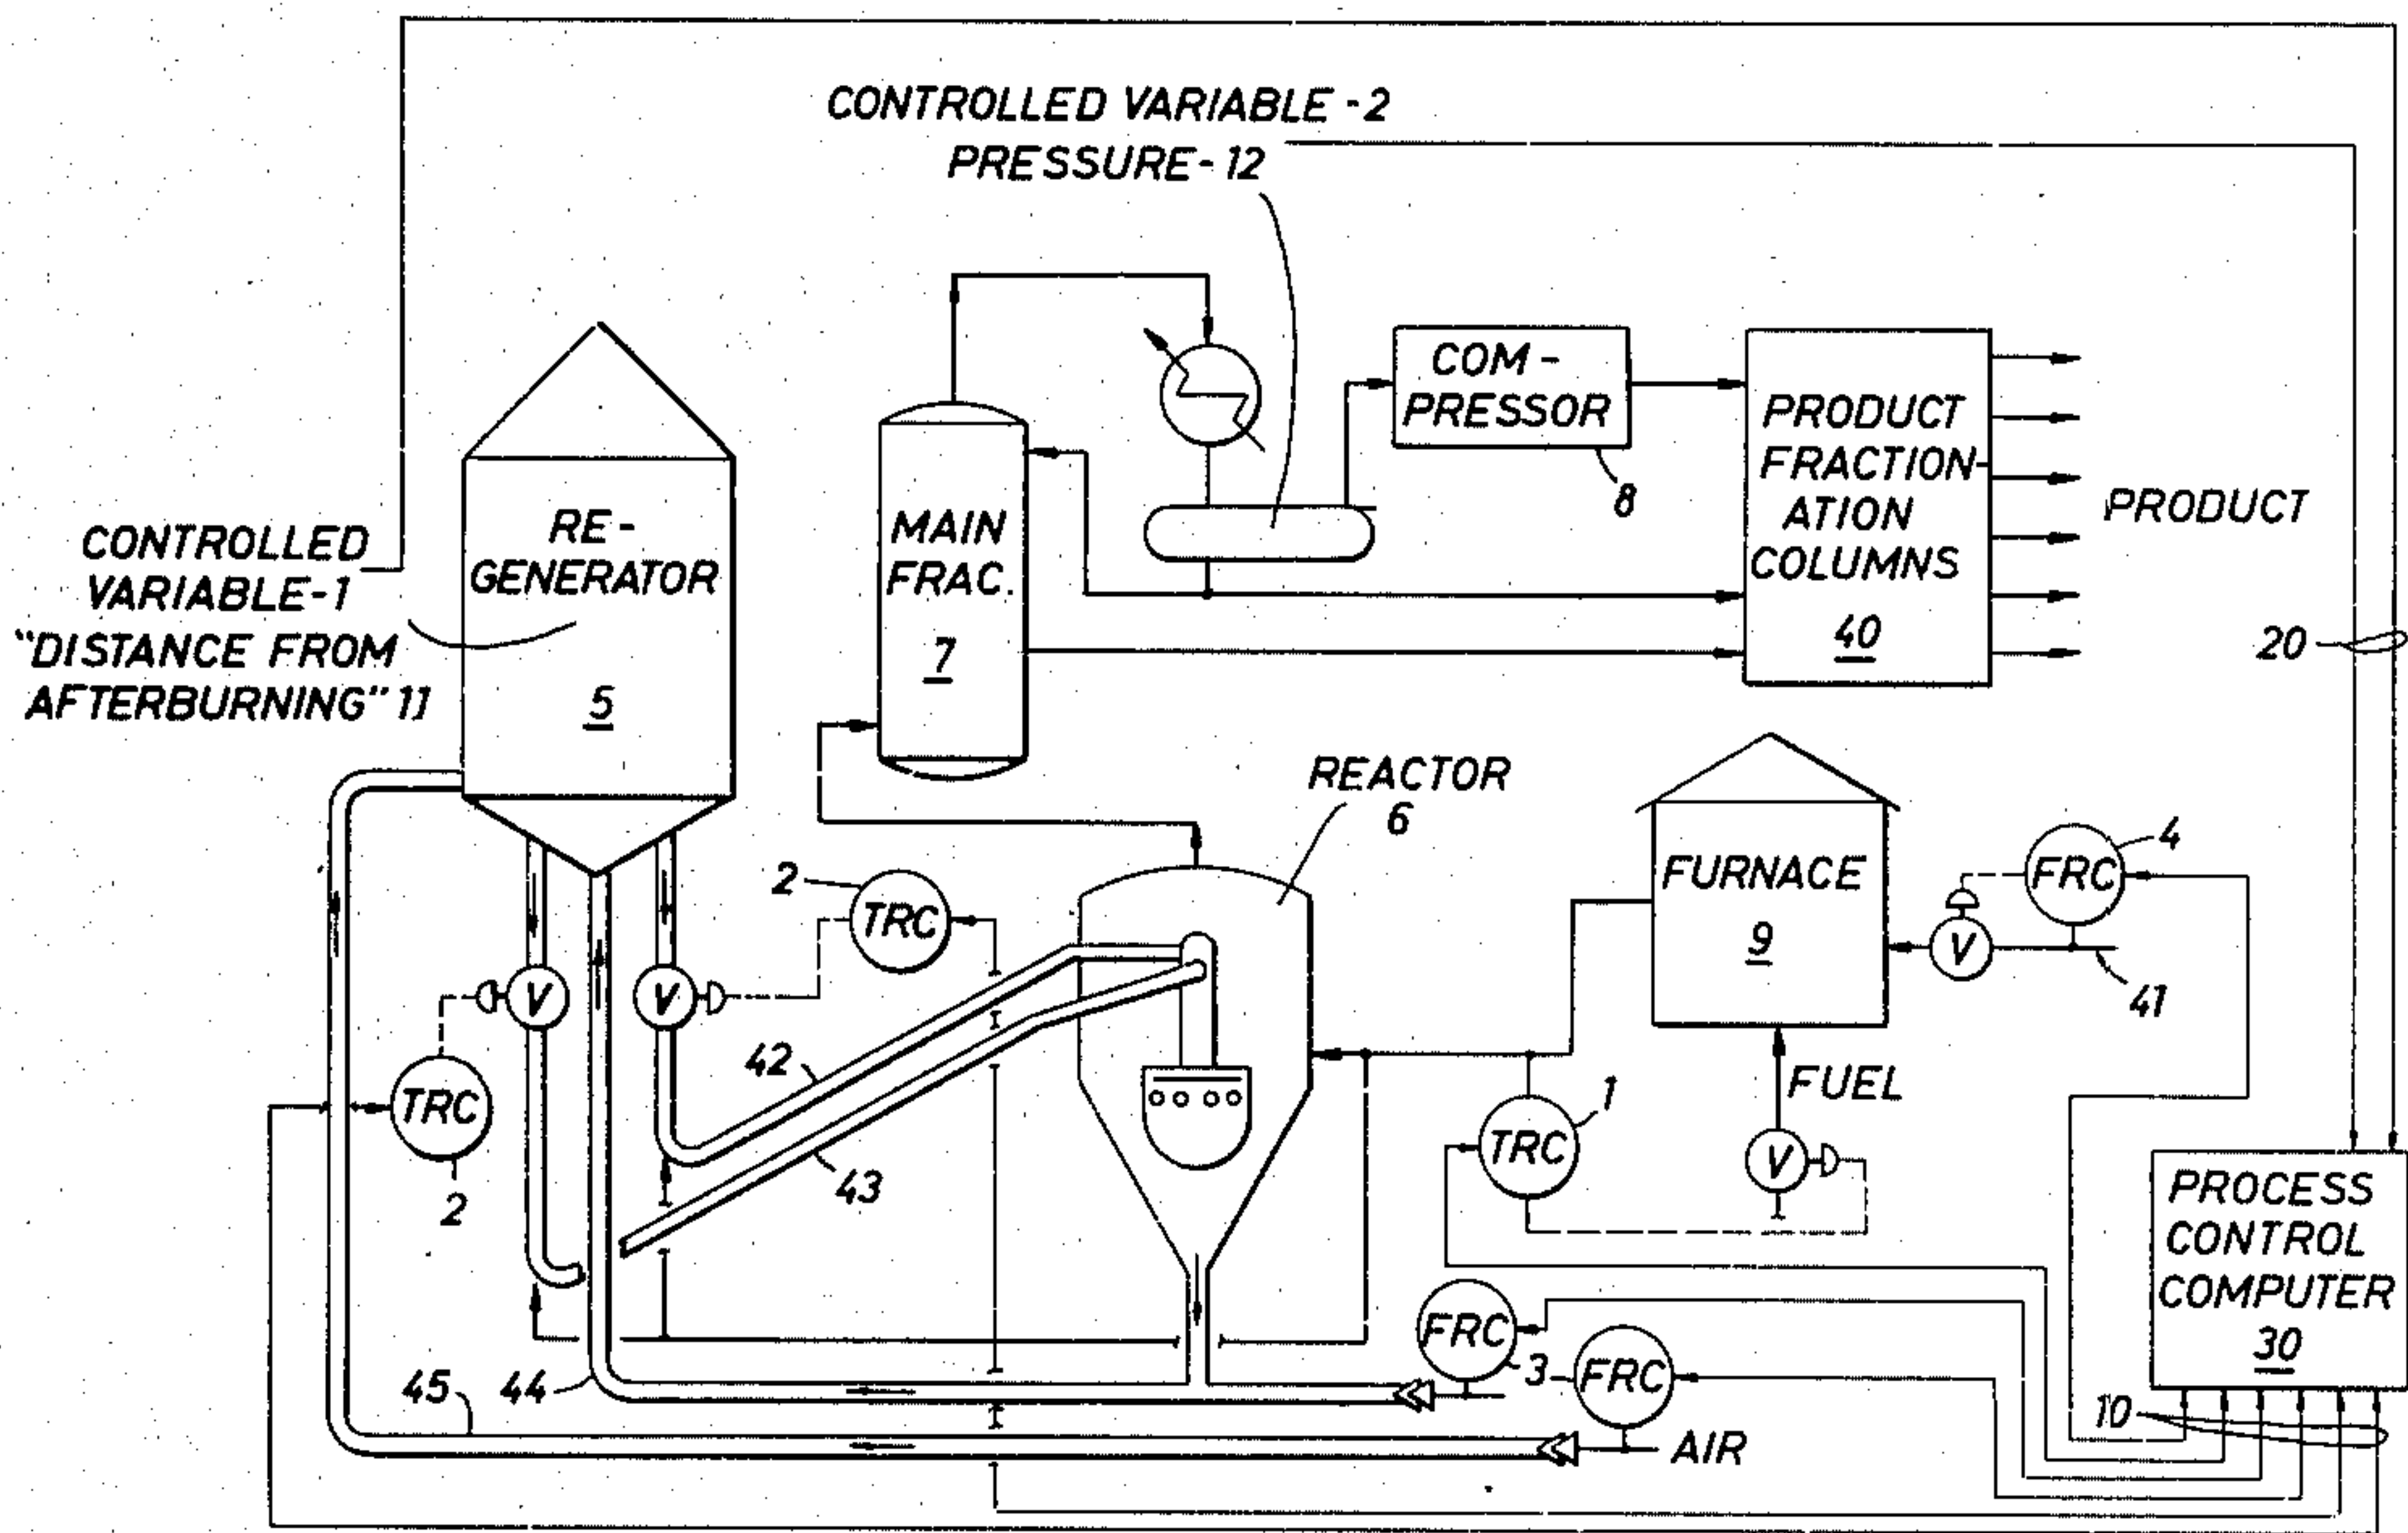 CONTROLLED VARIABLE -2
PRESSURE-12
COM-
PRESSOR
8
PRODUCT
FRACTION-
ATION
COLUMNS
40
PRODUCT
20
RE-
GENERATOR
5
CONTROLLED
VARIABLE-1
"DISTANCE FROM
AFTERBURNING" 11
MAIN
FRAC.
7
REACTOR
6
FURNACE
9
4
FRC
V
41
2
TRC
V
V
42
TRC
2
43
1
TRC
FUEL
V
PROCESS
CONTROL
COMPUTER
30
FRC
3
FRC
10
45
44
AIR